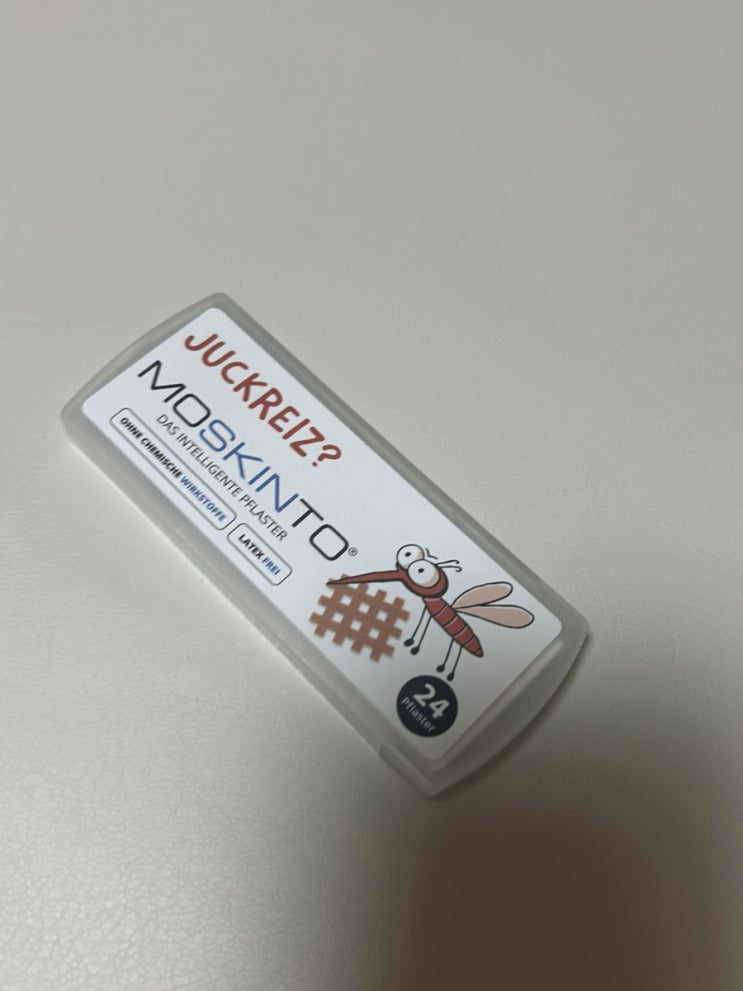 JUCKREIZ?
MOSKINTO®
DAS INTELLIGENTE PFLASTER
OHNE CHEMISCHE WIRKSTOFFE
LATEX FREI
24
Pflaster